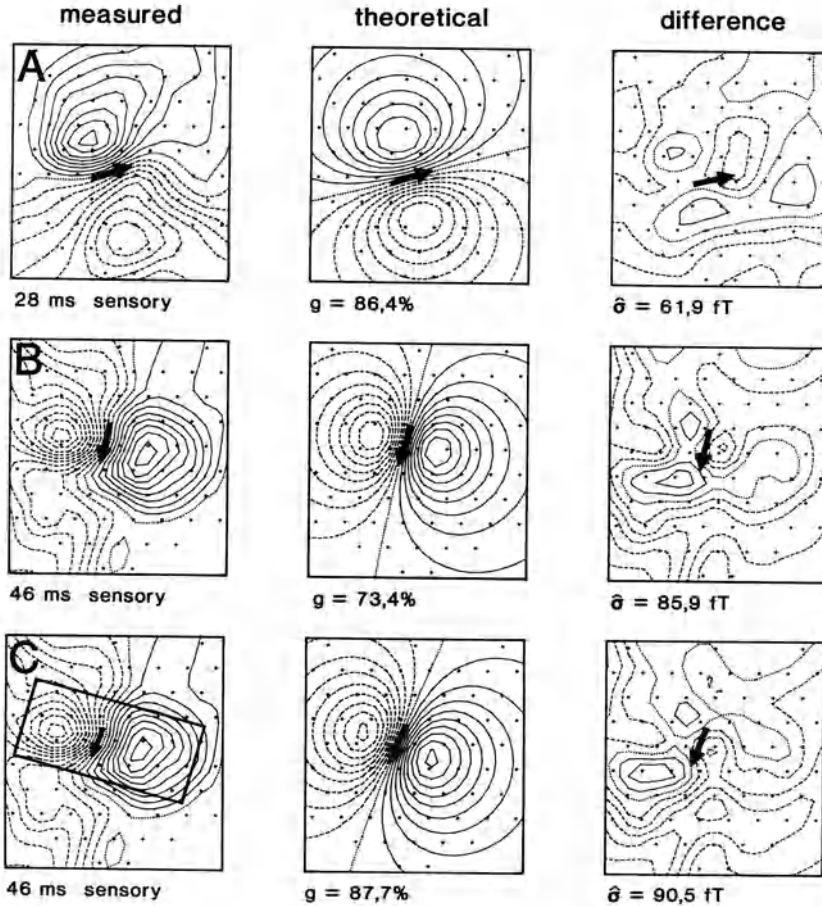 measured theoretical difference
A
28 ms sensory g = 86,4% σ̂ = 61,9 fT
B
46 ms sensory g = 73,4% σ̂ = 85,9 fT
C
46 ms sensory g = 87,7% σ̂ = 90,5 fT